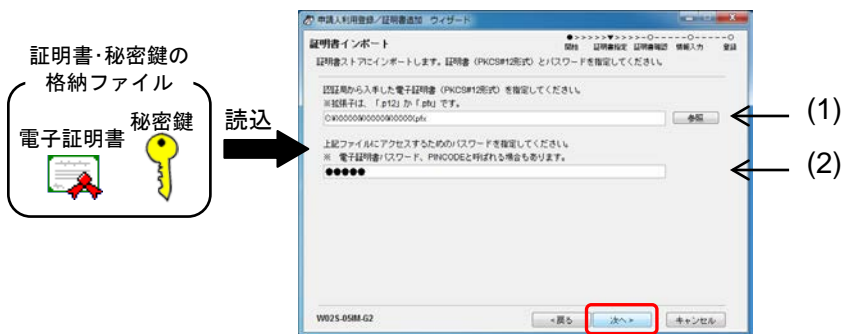 証明書・秘密鍵の
格納ファイル
電子証明書
秘密鍵
読込
申請人利用登録／証明書追加 ウィザード
証明書インポート
●>>>>>▼>>>>-○-----○-----○
開始 証明書指定 証明書確認 情報入力 登録
証明書ストアにインポートします。証明書（PKCS#12形式）とパスワードを指定してください。
認証局から入手した電子証明書（PKCS#12形式）を指定してください。
※拡張子は、「.p12」か「.pfx」です。
参照
(1)
上記ファイルにアクセスするためのパスワードを指定してください。
※ 電子証明書パスワード、PINCODEと呼ばれる場合もあります。
●●●●●
(2)
W02S-05IM-G2
<戻る
次へ>
キャンセル